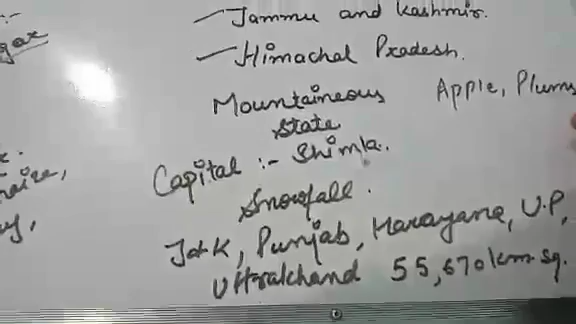 :-
gar
— Jammu and Kashmir.
— Himachal Pradesh.
Mountaineous
State
Apple, Plums
Capital :- Shimla.
Snowfall.
J&K, Punjab, Harayana, U.P,
Uttrakhand 55,670 km sq.